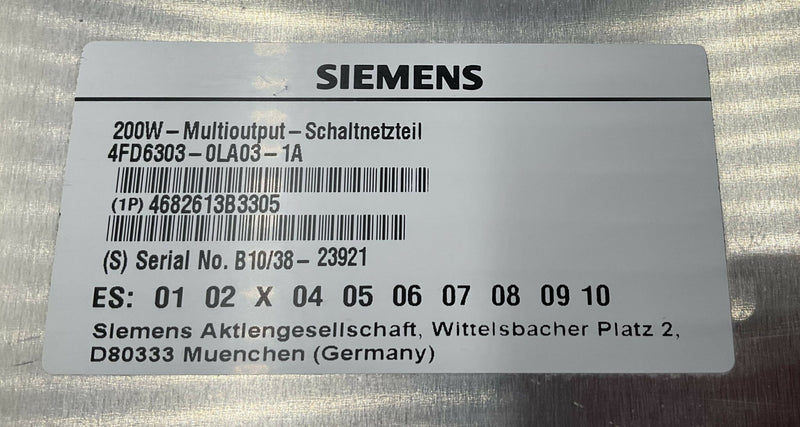 SIEMENS
200W-Multioutput-Schaltnetzteil
4FD6303-0LA03-1A
(1P) 4682613B3305
(S) Serial No. B10/38-23921
ES: 01 02 X 04 05 06 07 08 09 10
Siemens Aktiengesellschaft, Wittelsbacher Platz 2,
D80333 Muenchen (Germany)